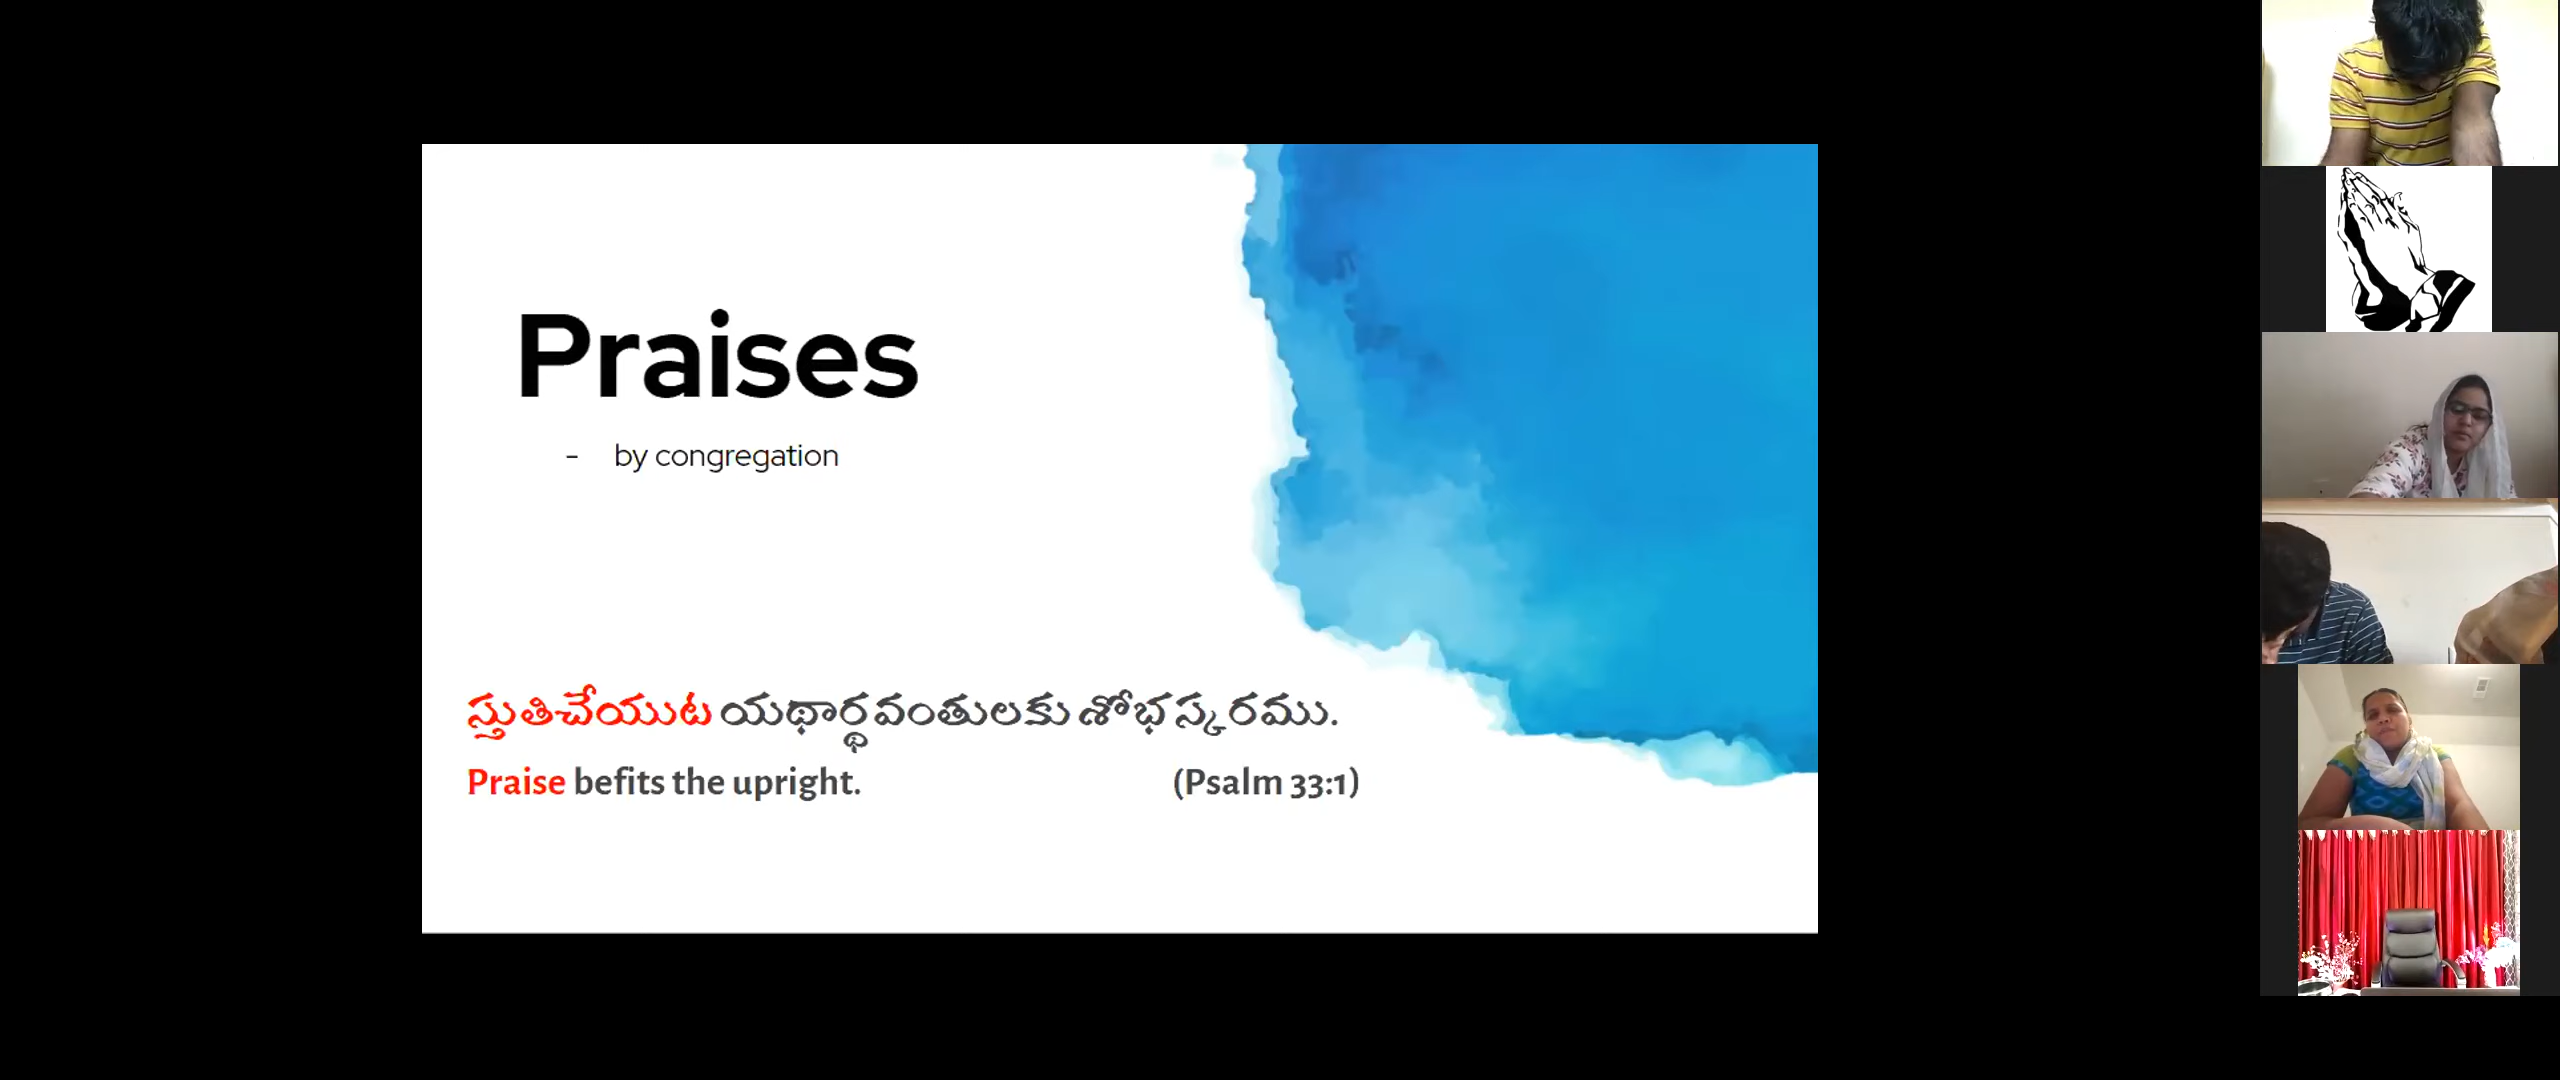 Praises
- by congregation
స్తుతిచేయుట యథార్థవంతులకు శోభస్కరము.
Praise befits the upright. (Psalm 33:1)